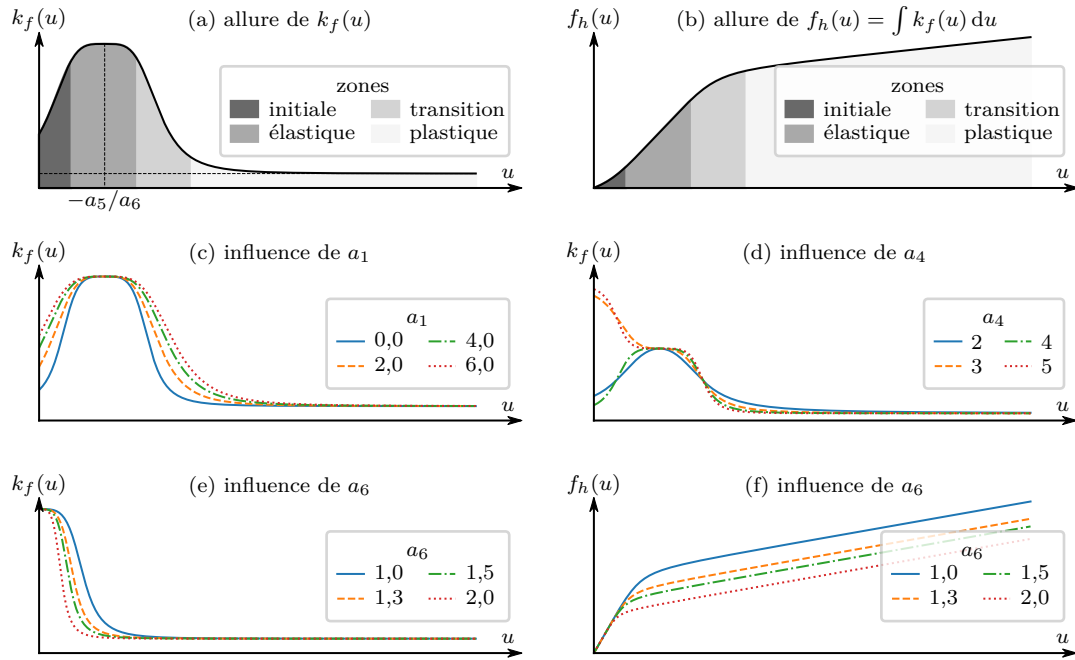 k_f(u)
(a) allure de k_f(u)
zones
initiale
transition
élastique
plastique
u
−a_5/a_6
f_h(u)
(b) allure de f_h(u) = ∫ k_f(u) du
zones
initiale
transition
élastique
plastique
u
k_f(u)
(c) influence de a_1
a_1
0,0
4,0
2,0
6,0
u
k_f(u)
(d) influence de a_4
a_4
2
4
3
5
u
k_f(u)
(e) influence de a_6
a_6
1,0
1,5
1,3
2,0
u
f_h(u)
(f) influence de a_6
a_6
1,0
1,5
1,3
2,0
u